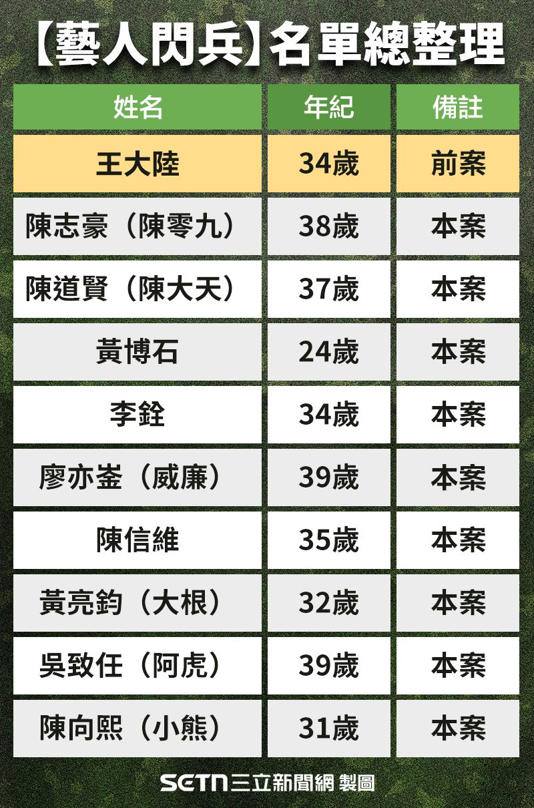 【藝人閃兵】名單總整理
姓名 年紀 備註
王大陸 34歲 前案
陳志豪（陳零九） 38歲 本案
陳道賢（陳大天） 37歲 本案
黃博石 24歲 本案
李銓 34歲 本案
廖亦崟（威廉） 39歲 本案
陳信維 35歲 本案
黃亮鈞（大根） 32歲 本案
吳致任（阿虎） 39歲 本案
陳向熙（小熊） 31歲 本案
SETN三立新聞網 製圖